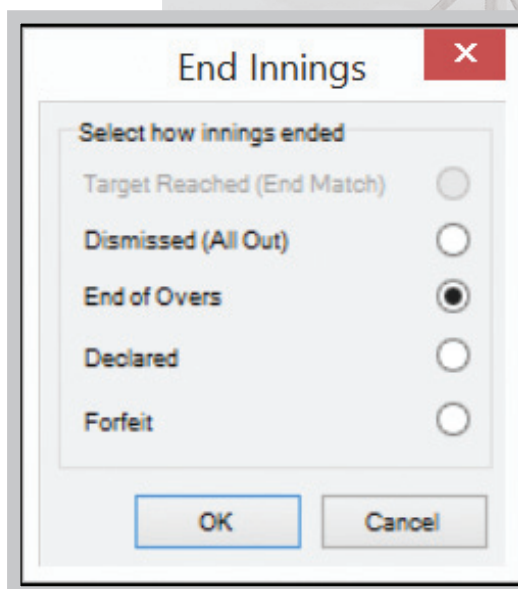 End Innings
Select how innings ended
Target Reached (End Match)
Dismissed (All Out)
End of Overs
Declared
Forfeit
OK Cancel